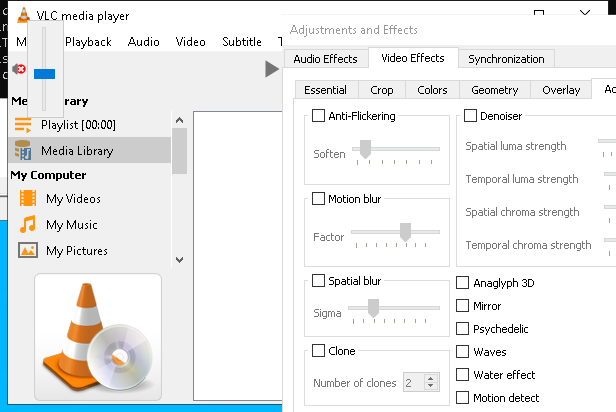 VLC media player
Playback Audio Video Subtitle
Media Library
Playlist [00:00]
Media Library
My Computer
My Videos
My Music
My Pictures
Adjustments and Effects
Audio Effects Video Effects Synchronization
Essential Crop Colors Geometry Overlay
Anti-Flickering
Soften
Motion blur
Factor
Spatial blur
Sigma
Clone
Number of clones 2
Denoiser
Spatial luma strength
Temporal luma strength
Spatial chroma strength
Temporal chroma strength
Anaglyph 3D
Mirror
Psychedelic
Waves
Water effect
Motion detect